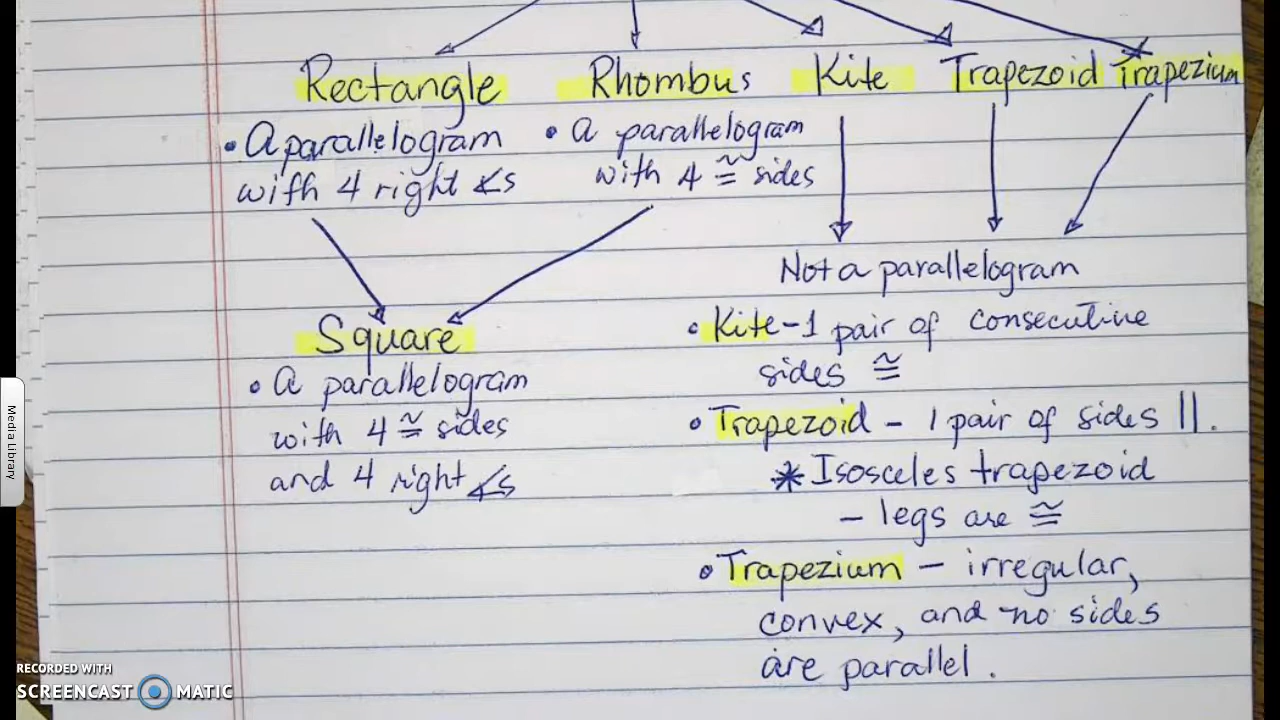 Rectangle Rhombus Kite Trapezoid Trapezium
• A parallelogram
with 4 right ∡s
• A parallelogram
with 4 ≅ sides
Not a parallelogram
Square
• A parallelogram
with 4 ≅ sides
and 4 right ∡s
• Kite - 1 pair of consecutive
sides ≅
• Trapezoid - 1 pair of sides ||.
* Isosceles trapezoid
- legs are ≅
• Trapezium - irregular,
convex, and no sides
are parallel.
Media Library
RECORDED WITH
SCREENCAST MATIC